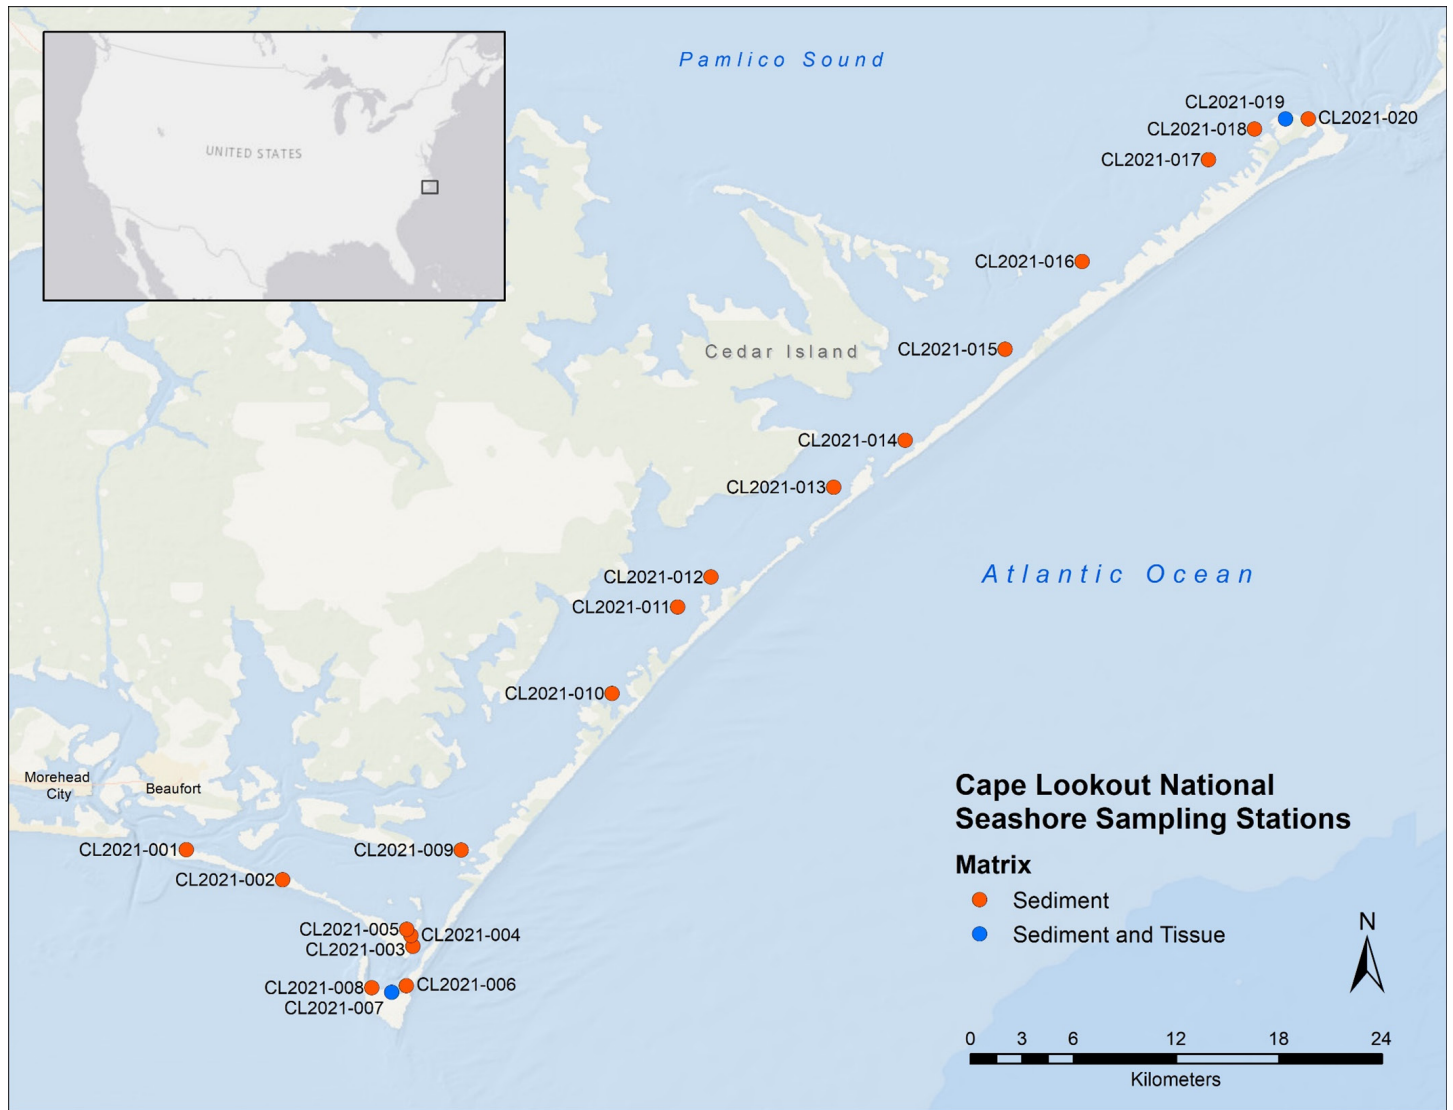 Pamlico Sound
UNITED STATES
CL2021-019
CL2021-020
CL2021-018
CL2021-017
CL2021-016
Cedar Island
CL2021-015
CL2021-014
CL2021-013
Atlantic Ocean
CL2021-012
CL2021-011
CL2021-010
Morehead
City
Beaufort
CL2021-001
CL2021-009
CL2021-002
CL2021-005
CL2021-004
CL2021-003
CL2021-008
CL2021-006
CL2021-007
Cape Lookout National
Seashore Sampling Stations
Matrix
Sediment
Sediment and Tissue
N
0 3 6 12 18 24
Kilometers